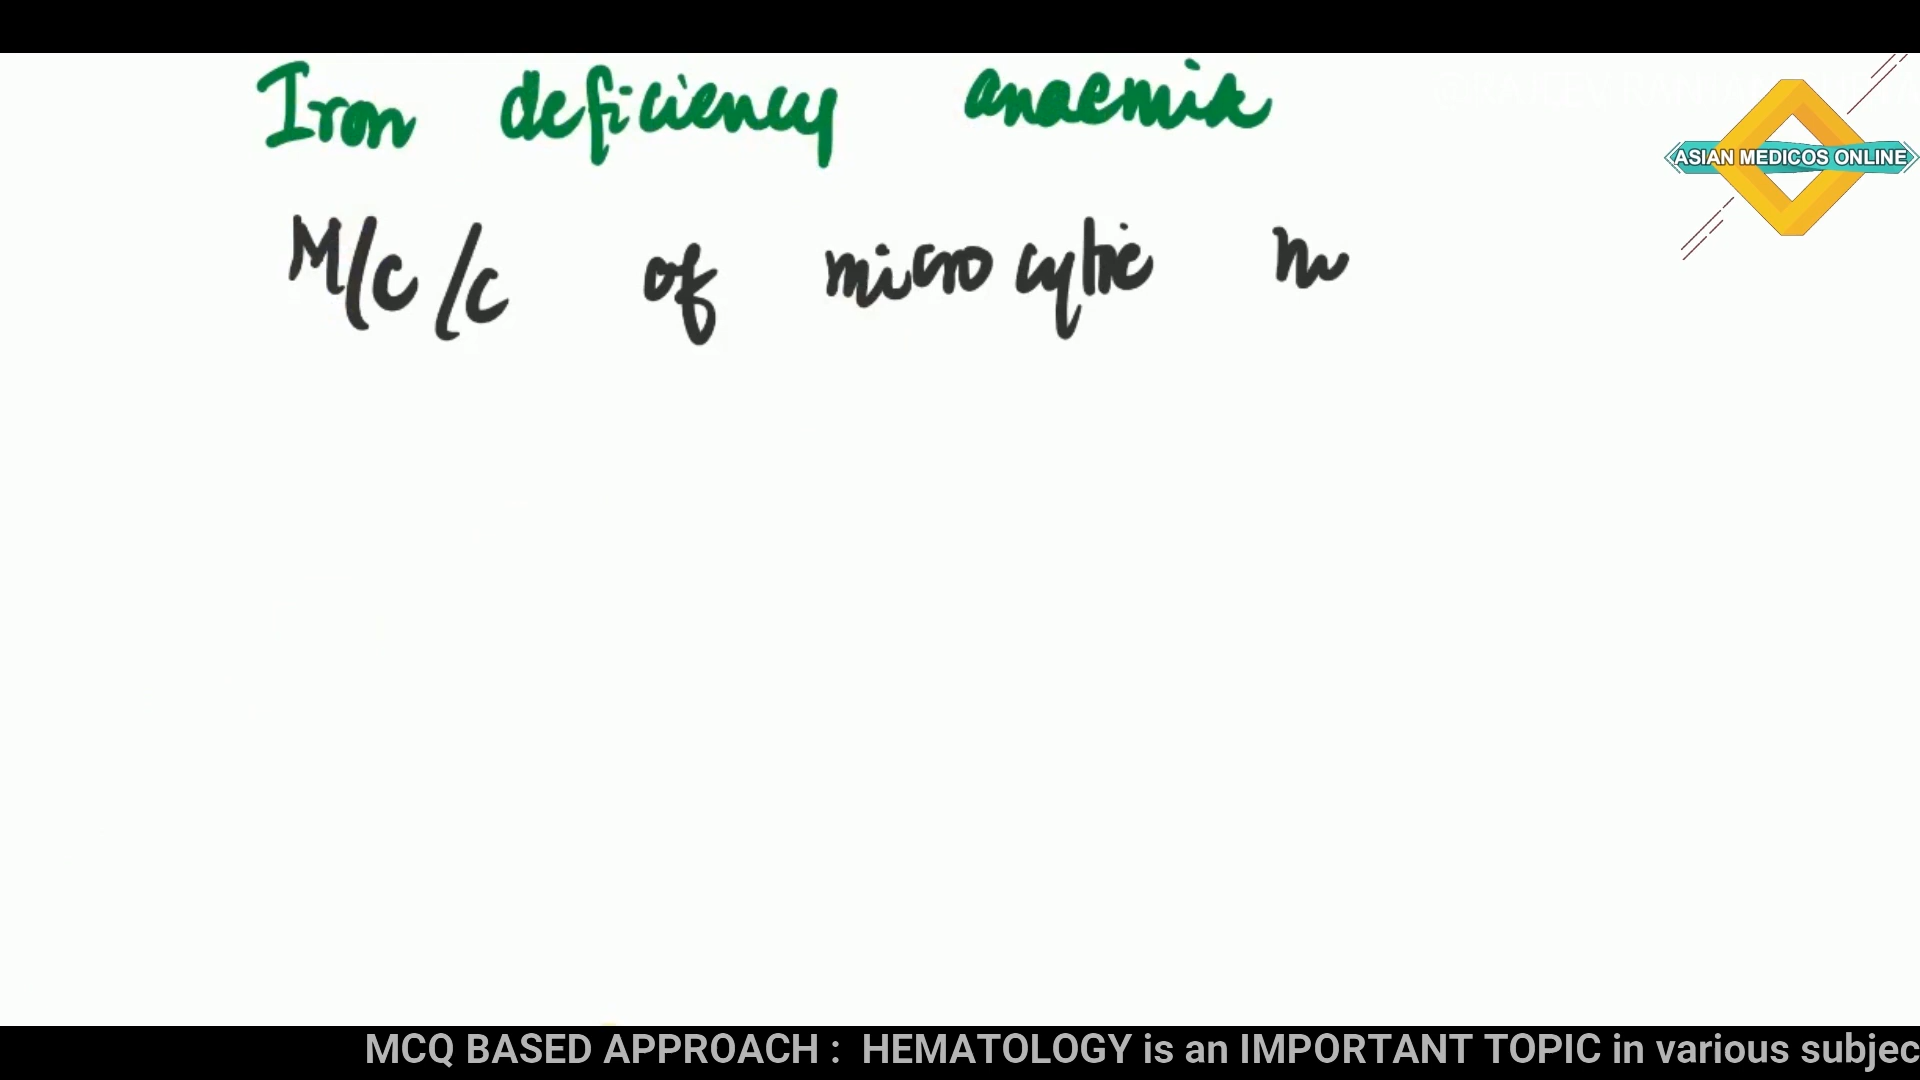 Iron deficiency anaemia
ASIAN MEDICOS ONLINE
M/C/C of microcytic
MCQ BASED APPROACH : HEMATOLOGY is an IMPORTANT TOPIC in various subjec